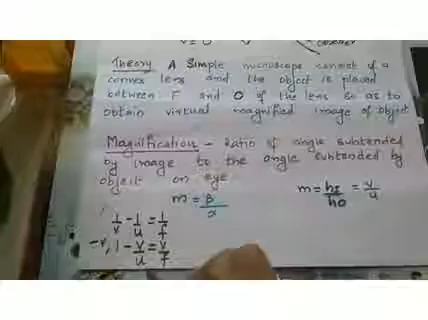 Theory A Simple microscope consist of a
convex lens and the object is placed
between F and O of the lens so as to
obtain virtual magnified image of object
Magnification - Ratio of angle subtended
by image to the angle subtended by
object on eye
m = β/α
m = hI/ho = v/u
1/v - 1/u = 1/f
1 - v/u = v/f